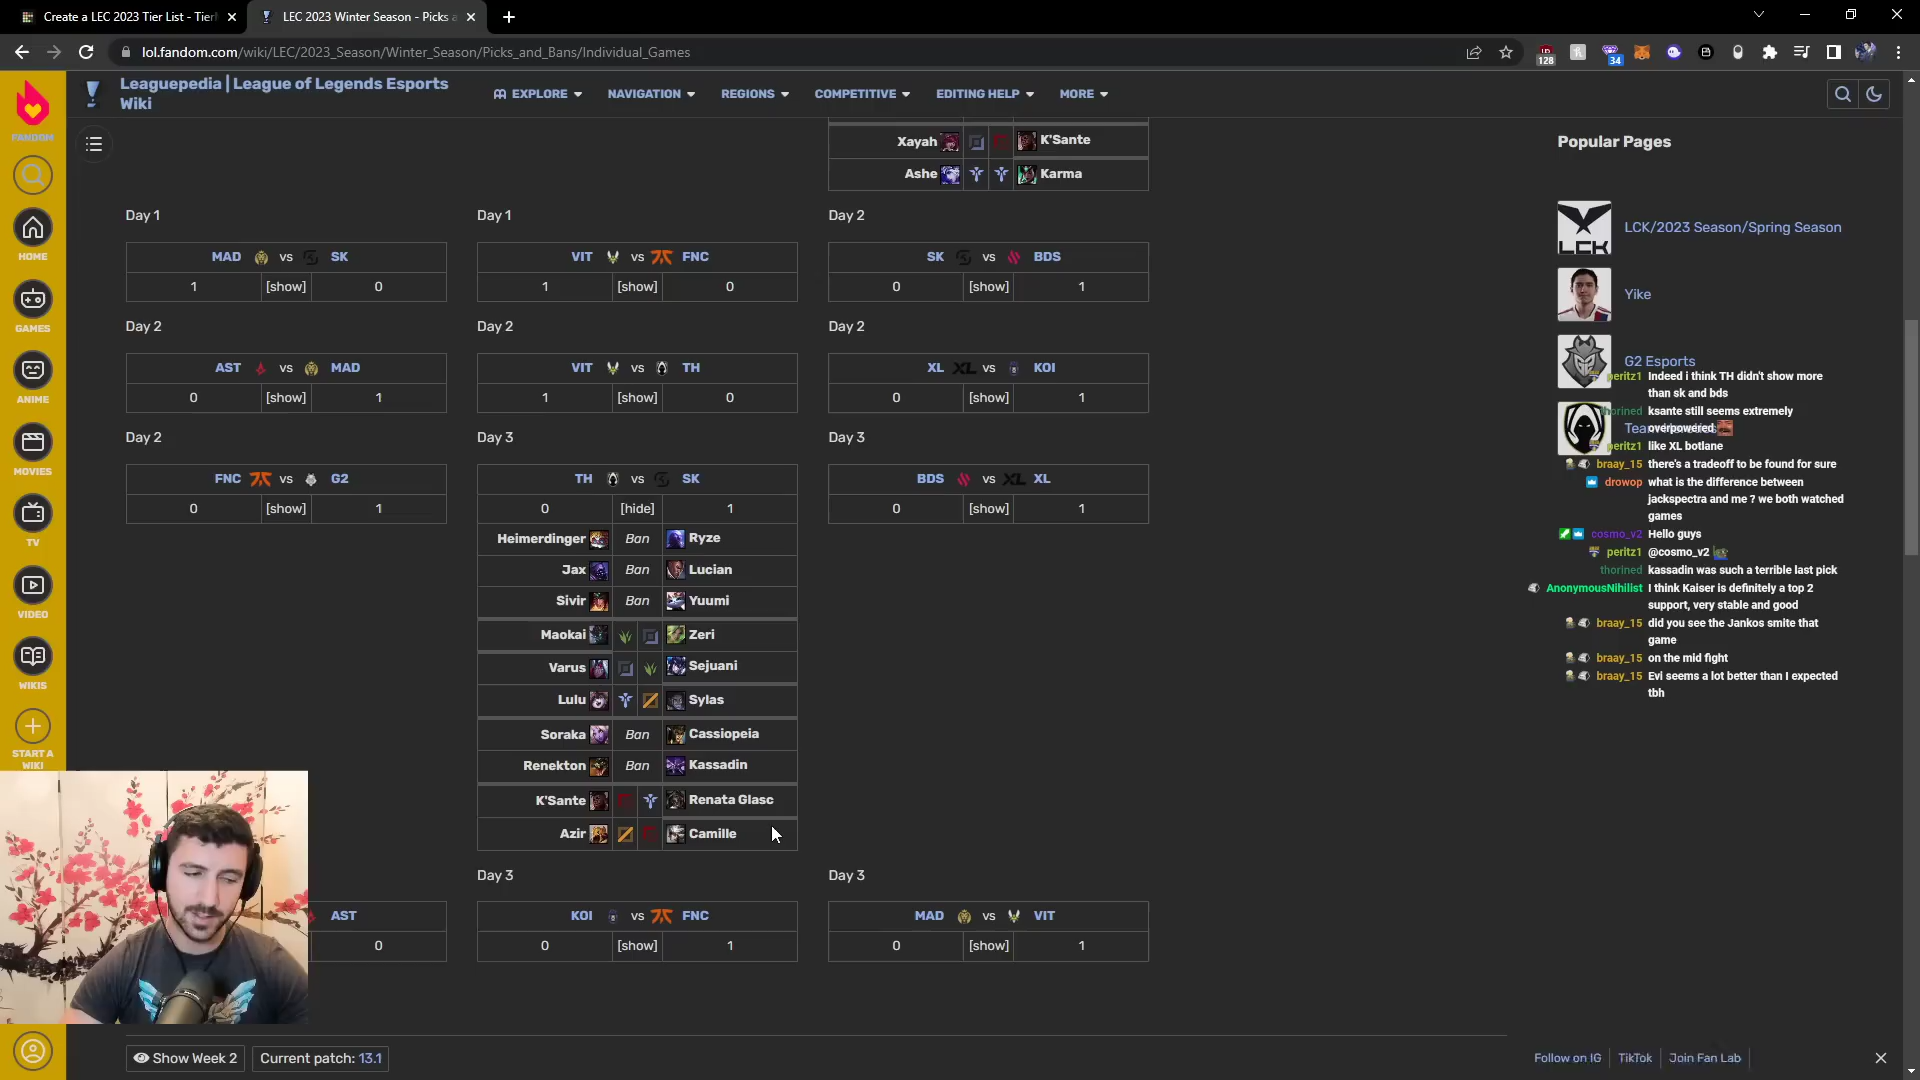 Create a LEC 2023 Tier List - Tier
LEC 2023 Winter Season - Picks a
lol.fandom.com/wiki/LEC/2023_Season/Winter_Season/Picks_and_Bans/Individual_Games
128
34
FANDOM
HOME
GAMES
ANIME
MOVIES
TV
VIDEO
WIKIS
START A
WIKI
Leaguepedia | League of Legends Esports
Wiki
EXPLORE
NAVIGATION
REGIONS
COMPETITIVE
EDITING HELP
MORE
Xayah K'Sante
Ashe Karma
Day 1 Day 1 Day 2
MAD vs SK VIT vs FNC SK vs BDS
1 [show] 0 1 [show] 0 0 [show] 1
Day 2 Day 2 Day 2
AST vs MAD VIT vs TH XL XL vs KOI
0 [show] 1 1 [show] 0 0 [show] 1
Day 2 Day 3 Day 3
FNC vs G2 TH vs SK BDS vs XL XL
0 [show] 1 0 [hide] 1 0 [show] 1
Heimerdinger Ban Ryze
Jax Ban Lucian
Sivir Ban Yuumi
Maokai Zeri
Varus Sejuani
Lulu Sylas
Soraka Ban Cassiopeia
Renekton Ban Kassadin
K'Sante Renata Glasc
Azir Camille
Day 3 Day 3
AST KOI vs FNC MAD vs VIT
0 0 [show] 1 0 [show] 1
Show Week 2
Current patch: 13.1
Popular Pages
LCK
LCK/2023 Season/Spring Season
Yike
G2 Esports
peritz1 Indeed i think TH didn't show more
than sk and bds
thorined ksante still seems extremely
overpowered
peritz1 like XL botlane
braay_15 there's a tradeoff to be found for sure
drowop what is the difference between
jackspectra and me ? we both watched
games
cosmo_v2 Hello guys
peritz1 @cosmo_v2
thorined kassadin was such a terrible last pick
AnonymousNihilist I think Kaiser is definitely a top 2
support, very stable and good
braay_15 did you see the Jankos smite that
game
braay_15 on the mid fight
braay_15 Evi seems a lot better than I expected
tbh
Follow on IG
TikTok
Join Fan Lab